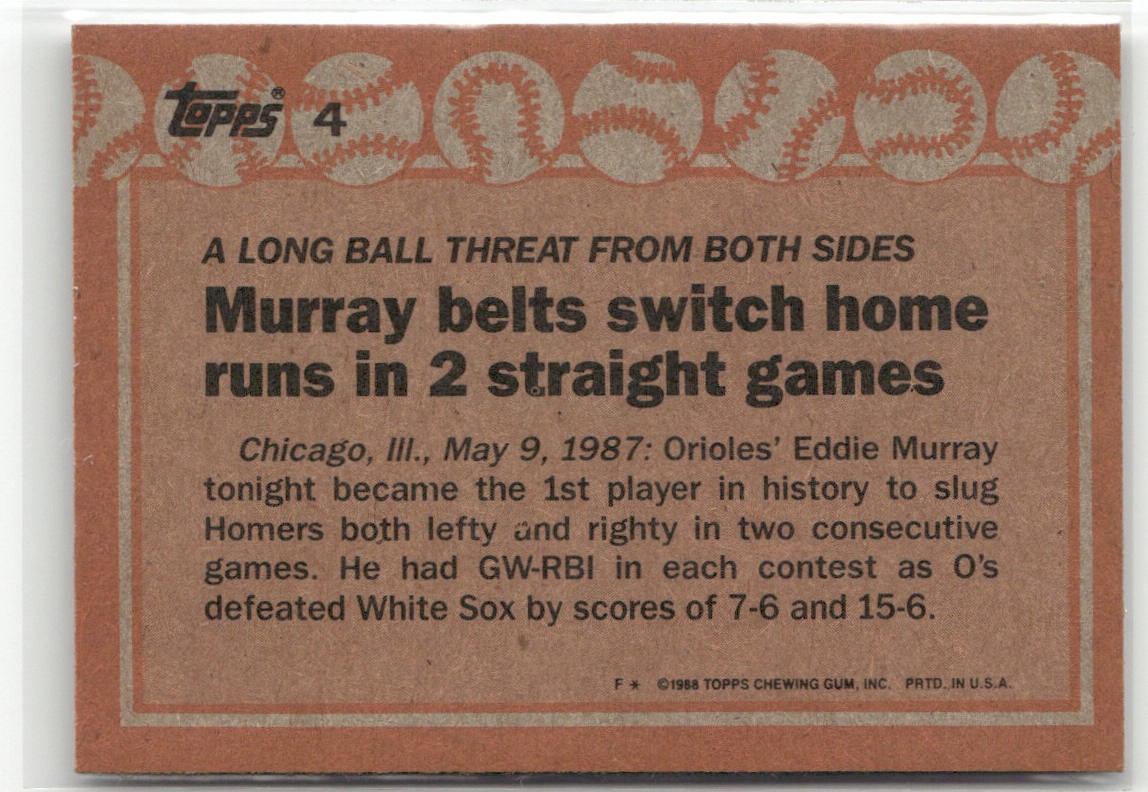 Topps® 4
A LONG BALL THREAT FROM BOTH SIDES
Murray belts switch home
runs in 2 straight games
Chicago, Ill., May 9, 1987: Orioles' Eddie Murray
tonight became the 1st player in history to slug
Homers both lefty and righty in two consecutive
games. He had GW-RBI in each contest as O's
defeated White Sox by scores of 7-6 and 15-6.
F * ©1988 TOPPS CHEWING GUM, INC. PRTD. IN U.S.A.